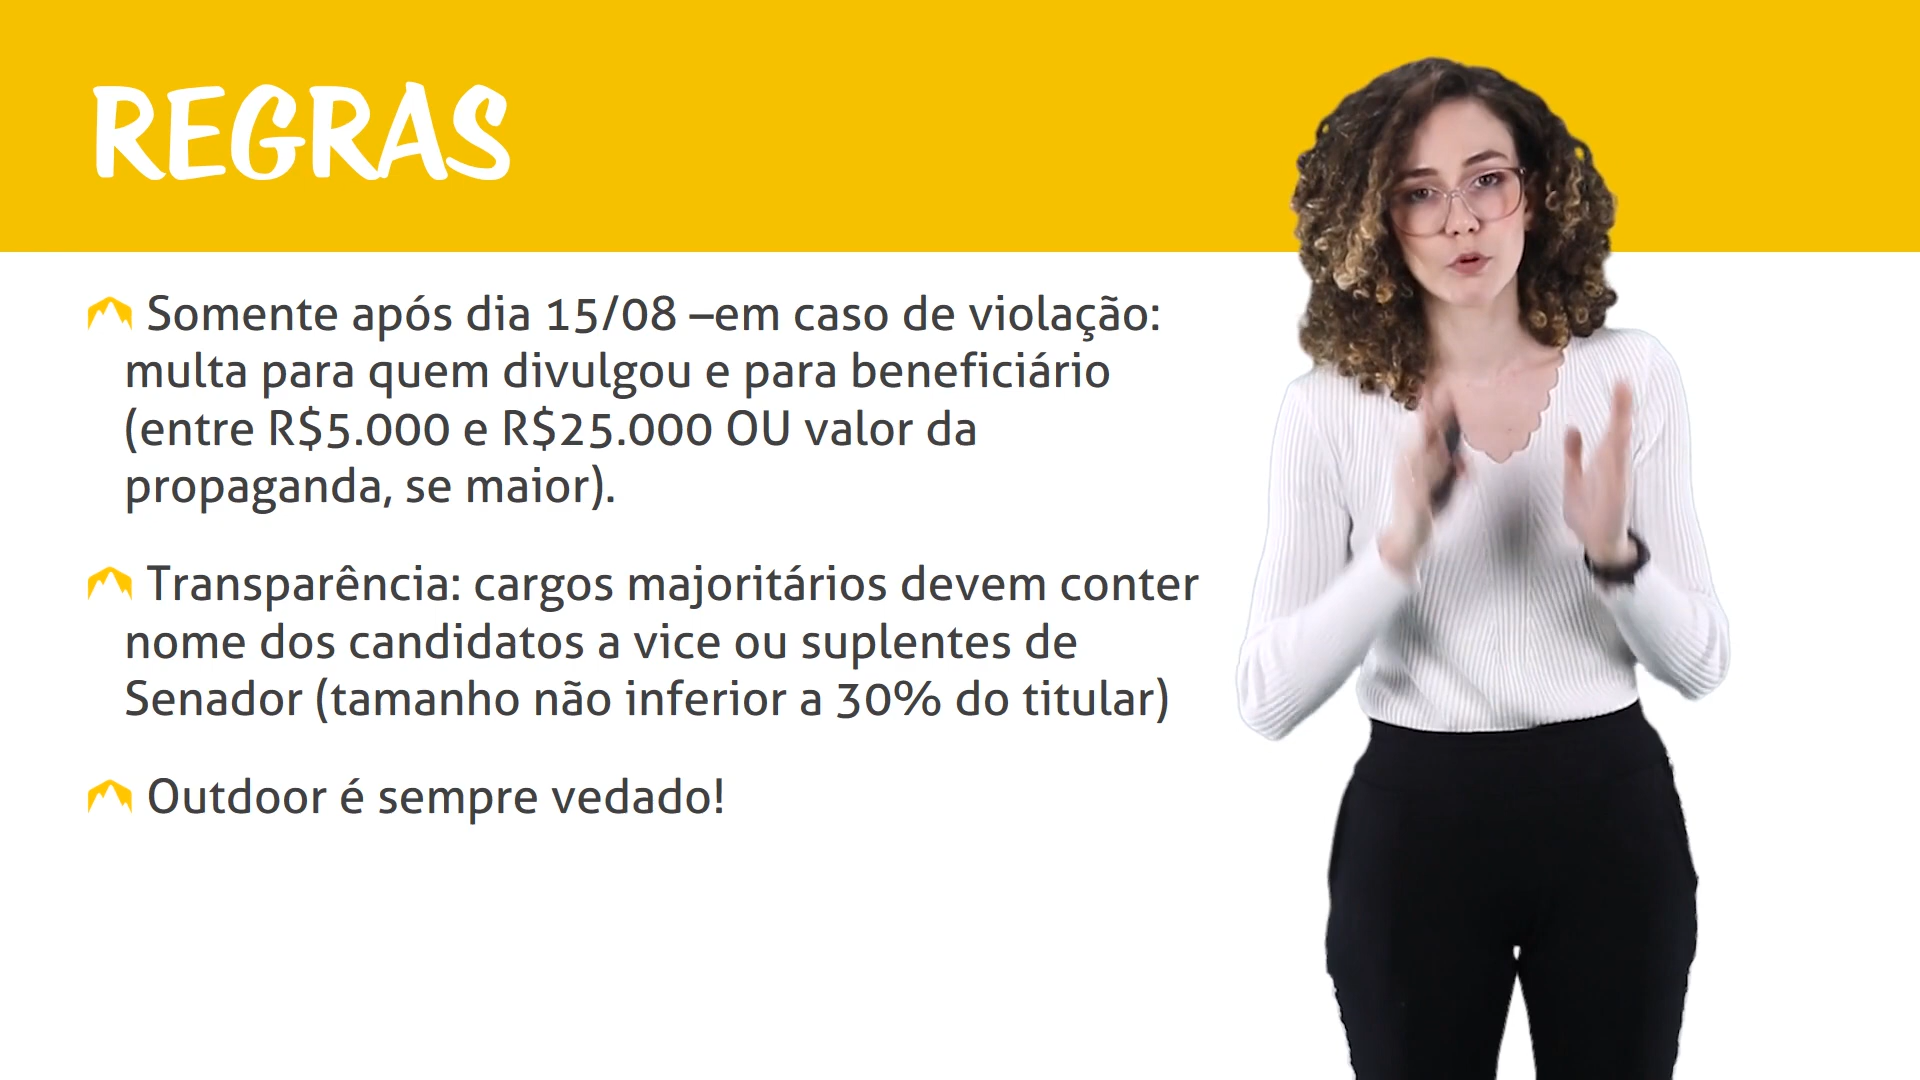 REGRAS
Somente após dia 15/08 –em caso de violação:
multa para quem divulgou e para beneficiário
(entre R$5.000 e R$25.000 OU valor da
propaganda, se maior).
Transparência: cargos majoritários devem conter
nome dos candidatos a vice ou suplentes de
Senador (tamanho não inferior a 30% do titular)
Outdoor é sempre vedado!